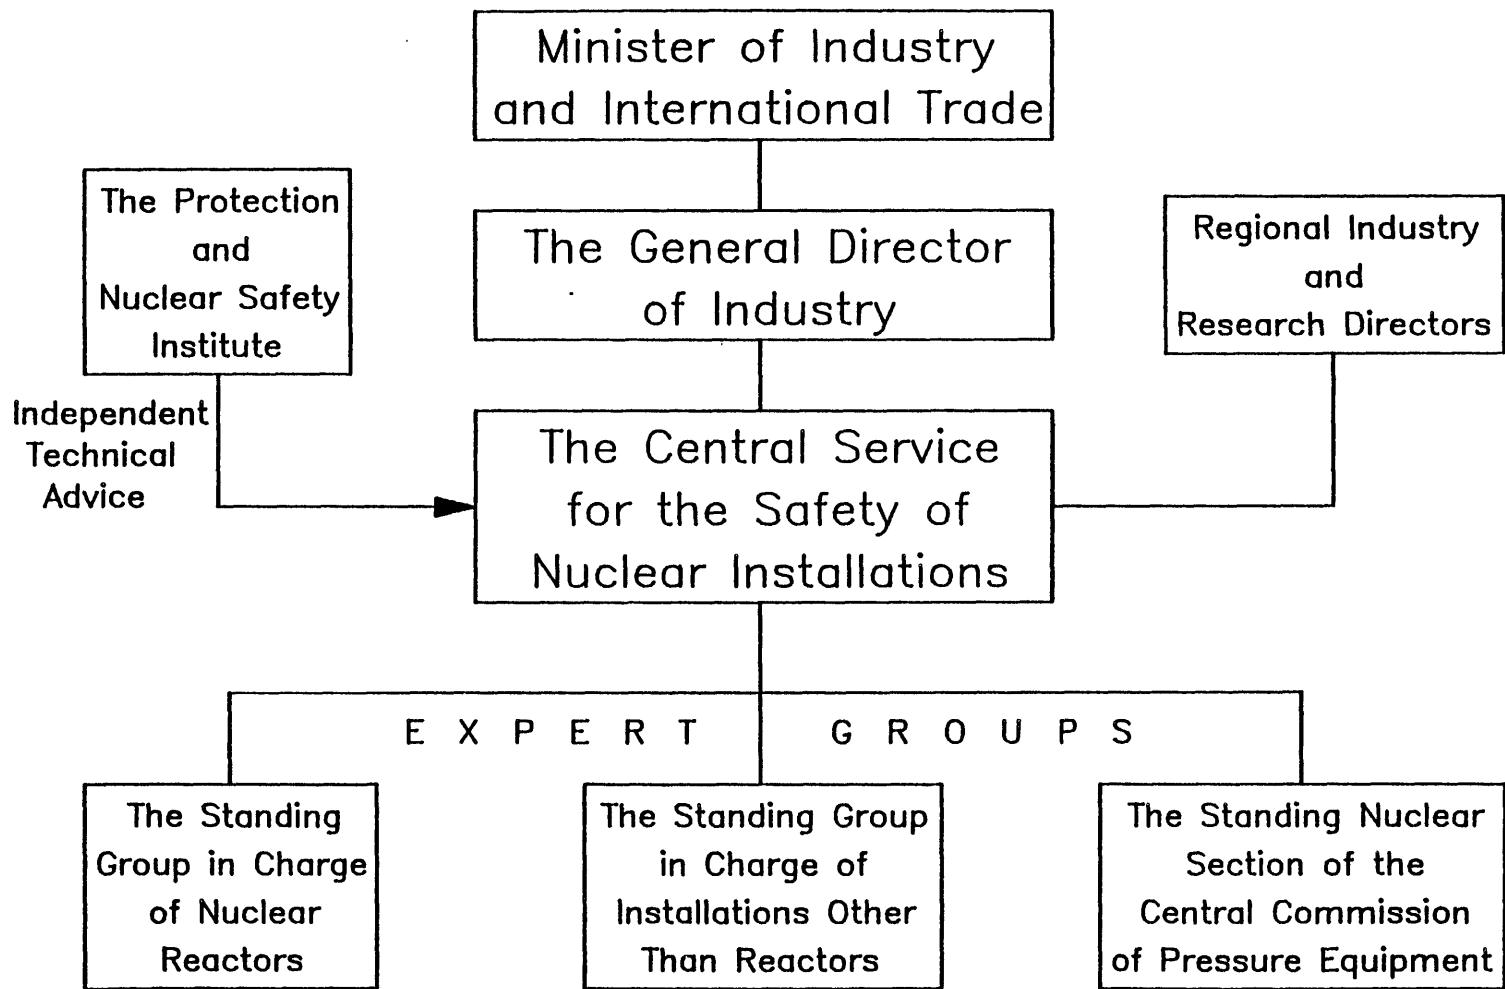 Minister of Industry
and International Trade
The Protection
and
Nuclear Safety
Institute
The General Director
of Industry
Regional Industry
and
Research Directors
Independent
Technical
Advice
The Central Service
for the Safety of
Nuclear Installations
EXPERT GROUPS
The Standing
Group in Charge
of Nuclear
Reactors
The Standing Group
in Charge of
Installations Other
Than Reactors
The Standing Nuclear
Section of the
Central Commission
of Pressure Equipment